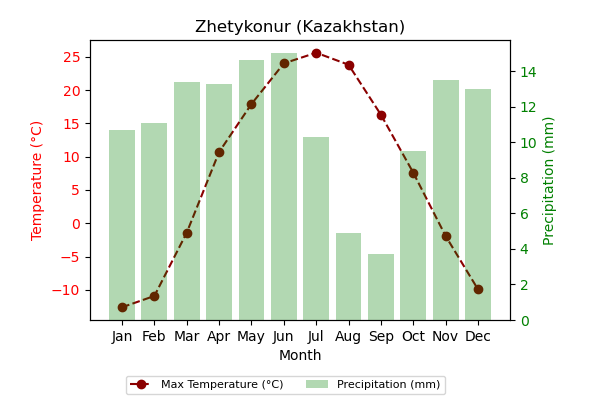 Zhetykonur (Kazakhstan)
Temperature (°C)
25
20
15
10
5
0
−5
−10
14
12
10
8
6
4
2
0
Precipitation (mm)
Jan Feb Mar Apr May Jun Jul Aug Sep Oct Nov Dec
Month
Max Temperature (°C) Precipitation (mm)